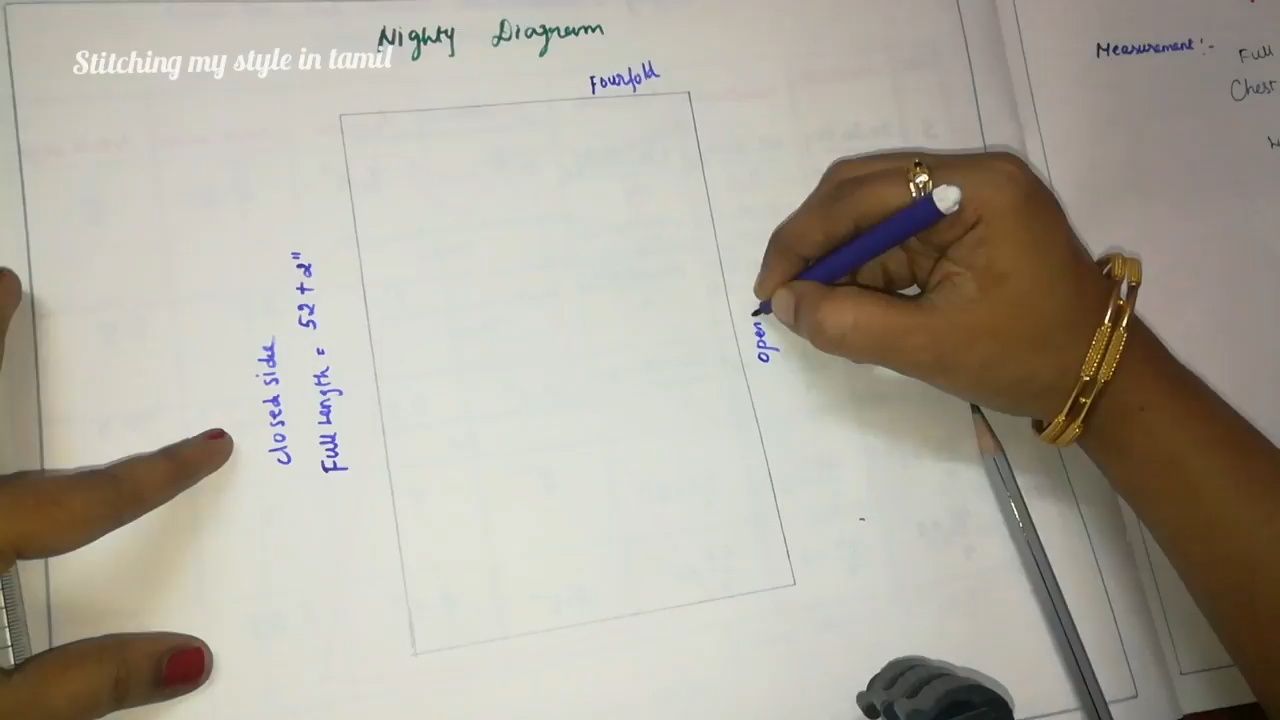 Nighty Diagram
Stitching my style in tamil
Fourfold
Measurement :-
Full
Chest
closed side
Full Length = 52 + 2"
open